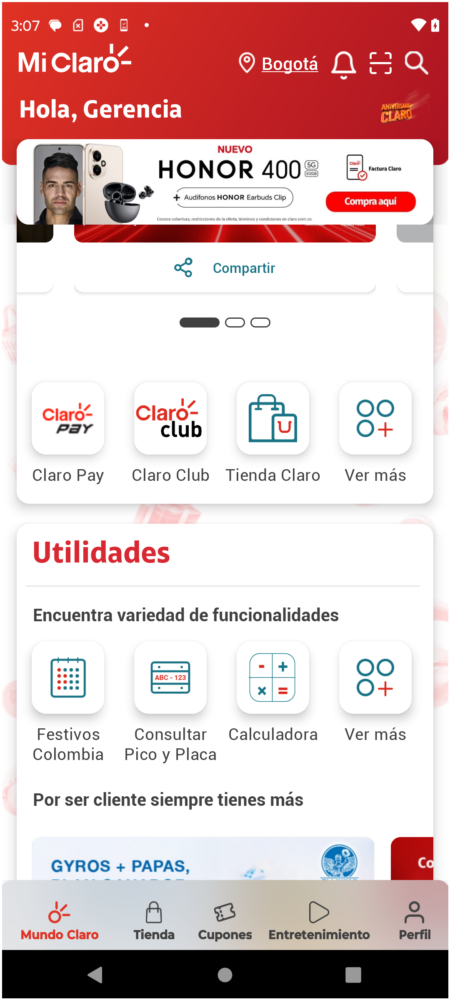 3:07
Mi Claro
Bogotá
Hola, Gerencia
ANIVERSARIO
CLARO
NUEVO
HONOR 400 5G
512GB
+ Audífonos HONOR Earbuds Clip
Conoce cobertura, restricciones de la oferta, términos y condiciones en claro.com.co.
Claro
Factura Claro
Compra aquí
Compartir
Claro
pay
Claro
club
Claro Pay
Claro Club
Tienda Claro
Ver más
Utilidades
Encuentra variedad de funcionalidades
ABC - 123
Festivos
Colombia
Consultar
Pico y Placa
Calculadora
Ver más
Por ser cliente siempre tienes más
GYROS + PAPAS,
Co
Mundo Claro
Tienda
Cupones
Entretenimiento
Perfil